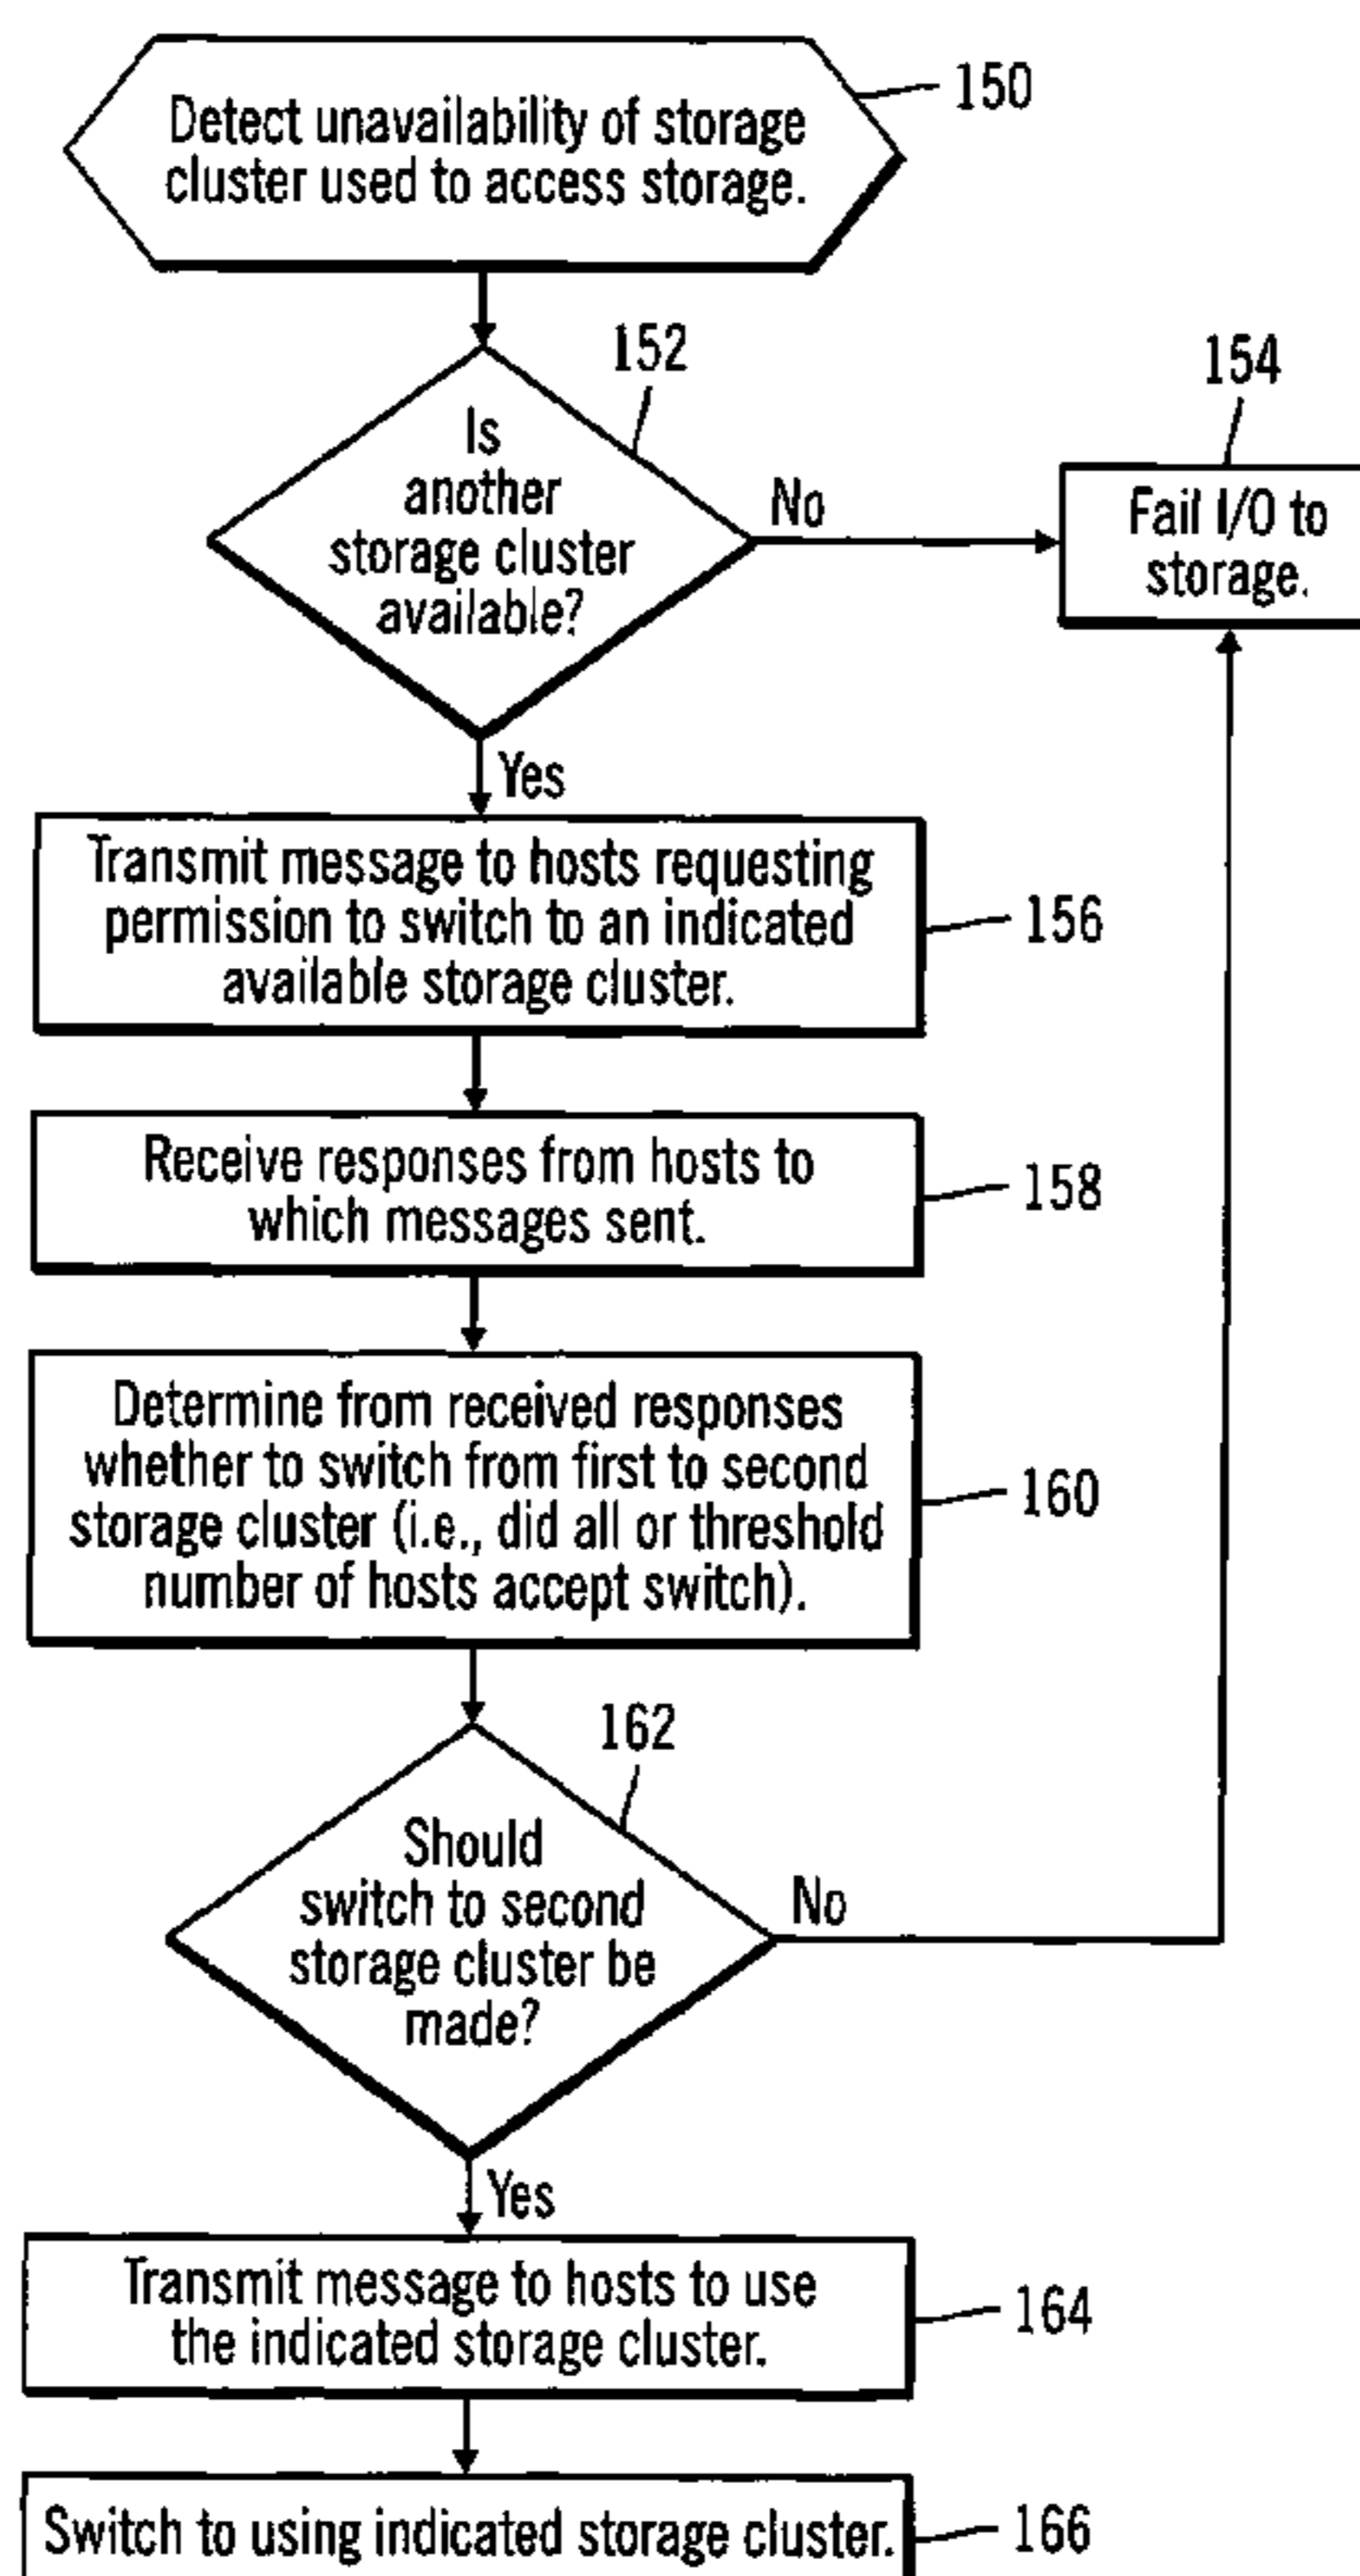 Detect unavailability of storage
cluster used to access storage.
150
152
Is
another
storage cluster
available?
No
154
Fail I/O to
storage.
Yes
Transmit message to hosts requesting
permission to switch to an indicated
available storage cluster.
156
Receive responses from hosts to
which messages sent.
158
Determine from received responses
whether to switch from first to second
storage cluster (i.e., did all or threshold
number of hosts accept switch).
160
162
Should
switch to second
storage cluster be
made?
No
Yes
Transmit message to hosts to use
the indicated storage cluster.
164
Switch to using indicated storage cluster.
166